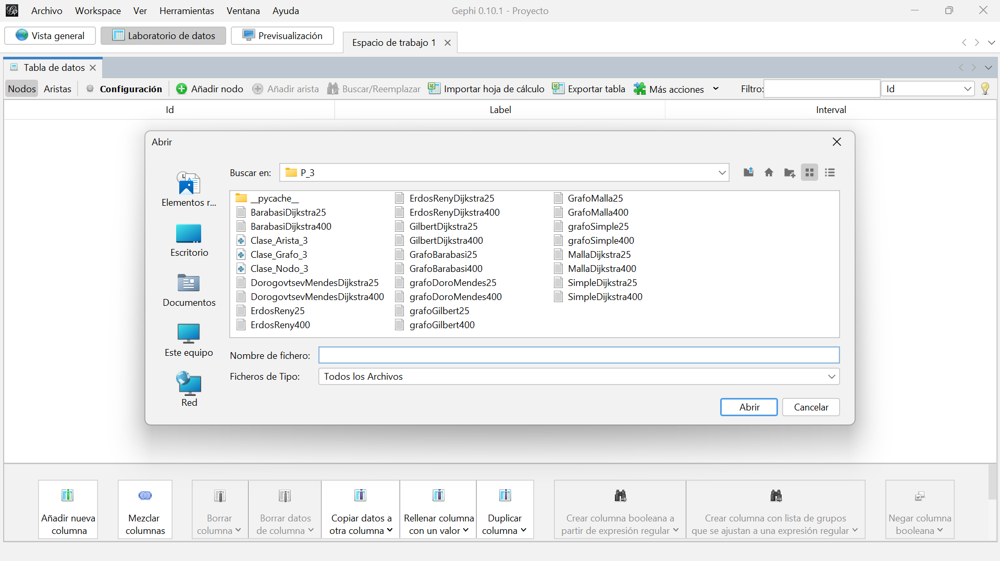 Archivo Workspace Ver Herramientas Ventana Ayuda Gephi 0.10.1 - Proyecto
Vista general Laboratorio de datos Previsualización Espacio de trabajo 1
Tabla de datos
Nodos Aristas Configuración Añadir nodo Añadir arista Buscar/Reemplazar Importar hoja de cálculo Exportar tabla Más acciones Filtro: Id
Id Label Interval
Abrir
Buscar en: P_3
Elementos r...
Escritorio
Documentos
Este equipo
Red
__pycache__
BarabasiDijkstra25
BarabasiDijkstra400
Clase_Arista_3
Clase_Grafo_3
Clase_Nodo_3
DorogovtsevMendesDijkstra25
DorogovtsevMendesDijkstra400
ErdosReny25
ErdosReny400
ErdosRenyDijkstra25
ErdosRenyDijkstra400
GilbertDijkstra25
GilbertDijkstra400
GrafoBarabasi25
GrafoBarabasi400
grafoDoroMendes25
grafoDoroMendes400
grafoGilbert25
grafoGilbert400
GrafoMalla25
GrafoMalla400
grafoSimple25
grafoSimple400
MallaDijkstra25
MallaDijkstra400
SimpleDijkstra25
SimpleDijkstra400
Nombre de fichero:
Ficheros de Tipo: Todos los Archivos
Abrir Cancelar
Añadir nueva
columna
Mezclar
columnas
Borrar
columna
Borrar datos
de columna
Copiar datos a
otra columna
Rellenar columna
con un valor
Duplicar
columna
Crear columna booleana a
partir de expresión regular
Crear columna con lista de grupos
que se ajustan a una expresión regular
Negar columna
booleana